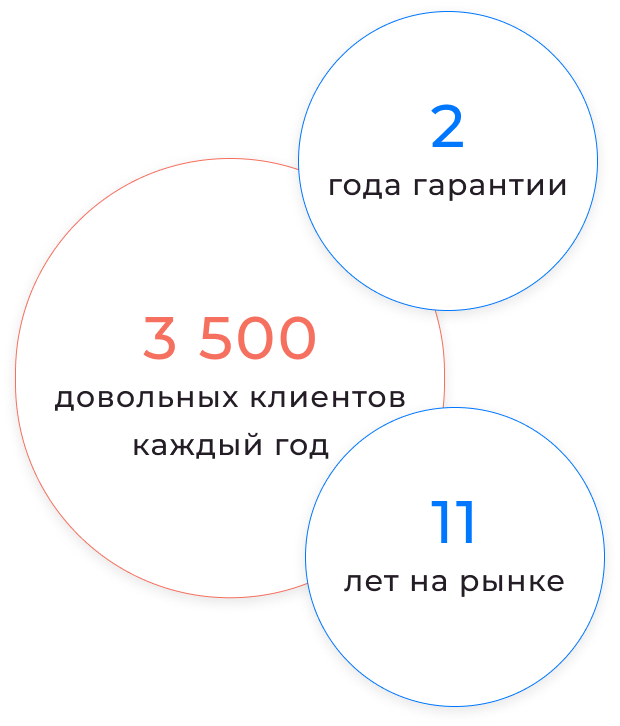 2
года гарантии
3 500
довольных клиентов
каждый год
11
лет на рынке